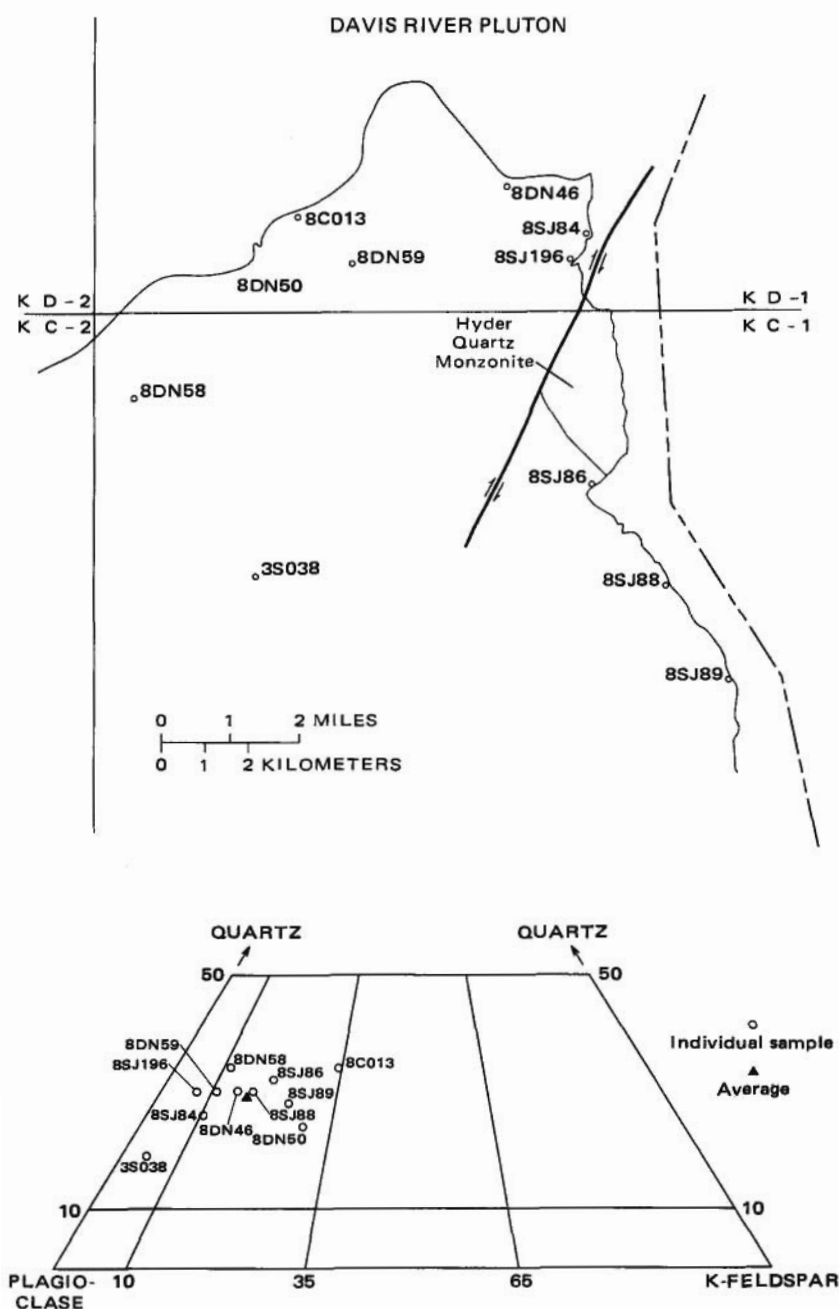 DAVIS RIVER PLUTON
8DN46
8C013
8SJ84
8DN59
8SJ196
8DN50
K D-2
K D-1
K C-2
K C-1
Hyder
Quartz
Monzonite
8DN58
8SJ86
3S038
8SJ88
8SJ89
0 1 2 MILES
0 1 2 KILOMETERS
QUARTZ
QUARTZ
50
50
8DN59
8DN58
8C013
8SJ196
8SJ86
8SJ89
8SJ84
8SJ88
8DN46
8DN50
3S038
Individual sample
Average
10
10
PLAGIO-
CLASE
10
35
65
K-FELDSPAR